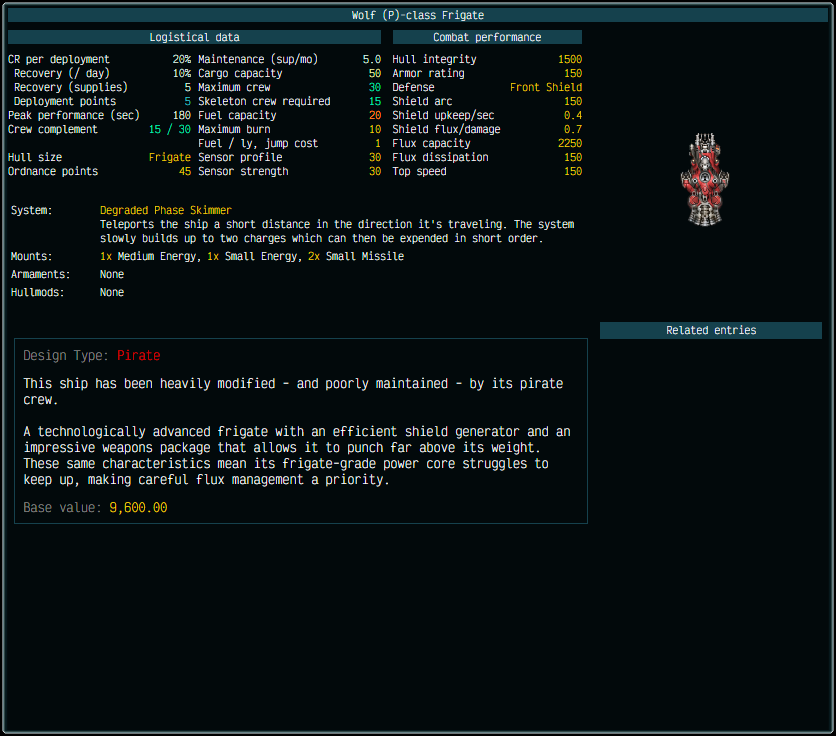 Wolf (P)-class Frigate
Logistical data
CR per deployment 20% Maintenance (sup/mo) 5.0
Recovery (/ day) 10% Cargo capacity 50
Recovery (supplies) 5 Maximum crew 30
Deployment points 5 Skeleton crew required 15
Peak performance (sec) 180 Fuel capacity 20
Crew complement 15 / 30 Maximum burn 10
Fuel / ly, jump cost 1
Hull size Frigate Sensor profile 30
Ordnance points 45 Sensor strength 30
Combat performance
Hull integrity 1500
Armor rating 150
Defense Front Shield
Shield arc 150
Shield upkeep/sec 0.4
Shield flux/damage 0.7
Flux capacity 2250
Flux dissipation 150
Top speed 150
System: Degraded Phase Skimmer
Teleports the ship a short distance in the direction it's traveling. The system
slowly builds up to two charges which can then be expended in short order.
Mounts: 1x Medium Energy, 1x Small Energy, 2x Small Missile
Armaments: None
Hullmods: None
Related entries
Design Type: Pirate
This ship has been heavily modified - and poorly maintained - by its pirate
crew.
A technologically advanced frigate with an efficient shield generator and an
impressive weapons package that allows it to punch far above its weight.
These same characteristics mean its frigate-grade power core struggles to
keep up, making careful flux management a priority.
Base value: 9,600.00